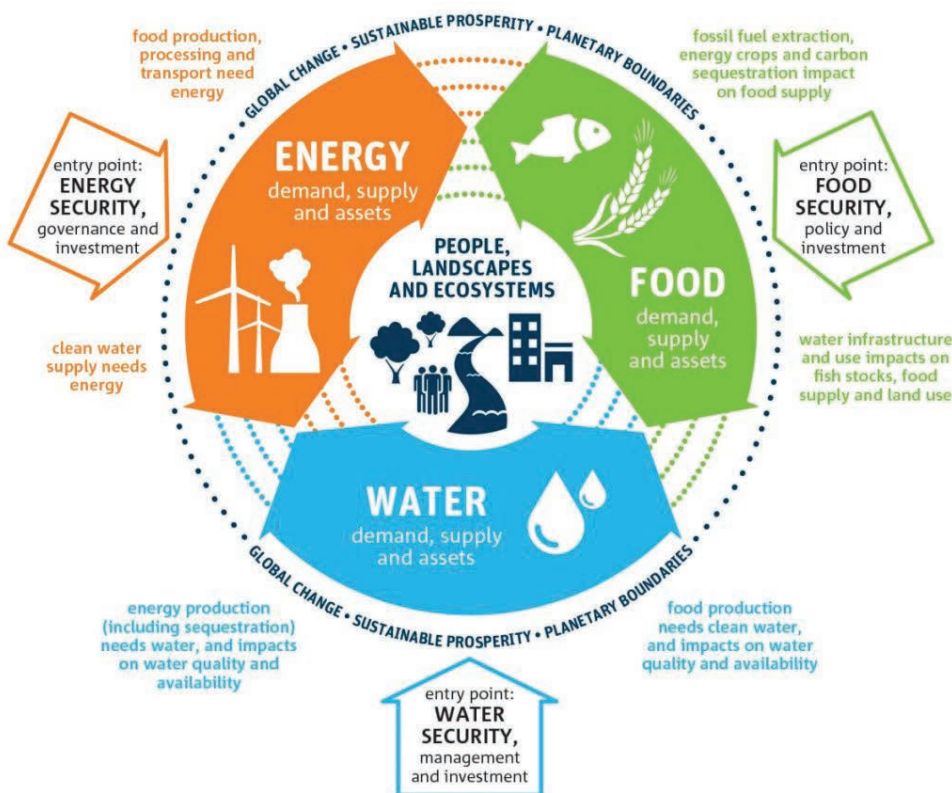 GLOBAL CHANGE • SUSTAINABLE PROSPERITY • PLANETARY BOUNDARIES
food production,
processing and
transport need
energy
fossil fuel extraction,
energy crops and carbon
sequestration impact
on food supply
entry point:
ENERGY
SECURITY,
governance and
investment
ENERGY
demand, supply
and assets
entry point:
FOOD
SECURITY,
policy and
investment
PEOPLE,
LANDSCAPES
AND ECOSYSTEMS
FOOD
demand,
supply
and assets
clean water
supply needs
energy
water infrastructure
and use impacts on
fish stocks, food
supply and land use
WATER
demand, supply
and assets
GLOBAL CHANGE • SUSTAINABLE PROSPERITY • PLANETARY BOUNDARIES
energy production
(including sequestration)
needs water, and impacts
on water quality and
availability
food production
needs clean water,
and impacts on water
quality and availability
entry point:
WATER
SECURITY,
management
and investment